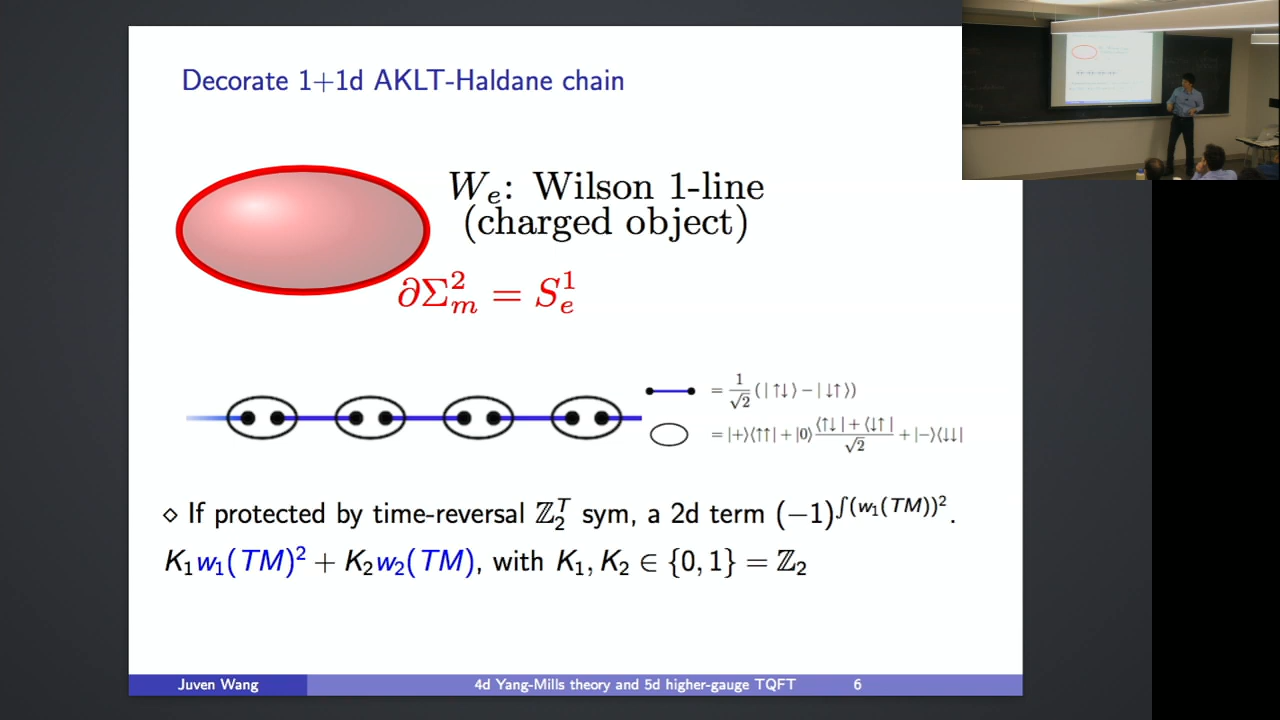 Decorate 1+1d AKLT-Haldane chain
W_e: Wilson 1-line
(charged object)
∂Σ²_m = S¹_e
= 1/√2 (|↑↓⟩ − |↓↑⟩)
= |+⟩⟨↑↑| + |0⟩ (⟨↑↓| + ⟨↓↑|)/√2 + |−⟩⟨↓↓|
⋄ If protected by time-reversal ℤ₂ᵀ sym, a 2d term (−1)^{∫(w₁(TM))²}.
K₁w₁(TM)² + K₂w₂(TM), with K₁, K₂ ∈ {0, 1} = ℤ₂
Juven Wang 4d Yang-Mills theory and 5d higher-gauge TQFT 6